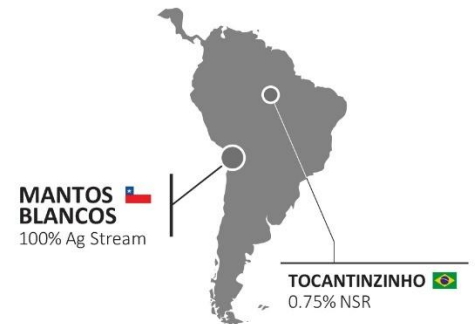 MANTOS
BLANCOS
100% Ag Stream
TOCANTINZINHO
0.75% NSR